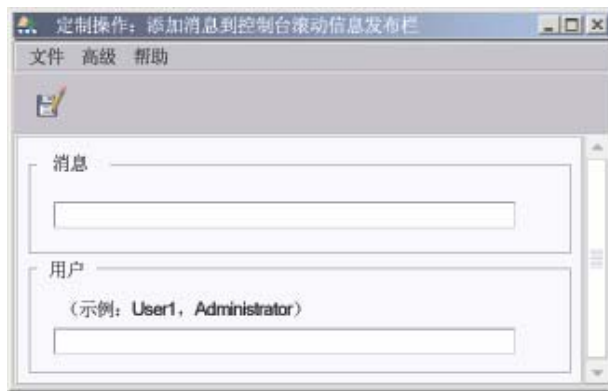 定制操作：添加消息到控制台滚动信息发布栏
文件 高级 帮助
消息
用户
（示例：User1，Administrator）